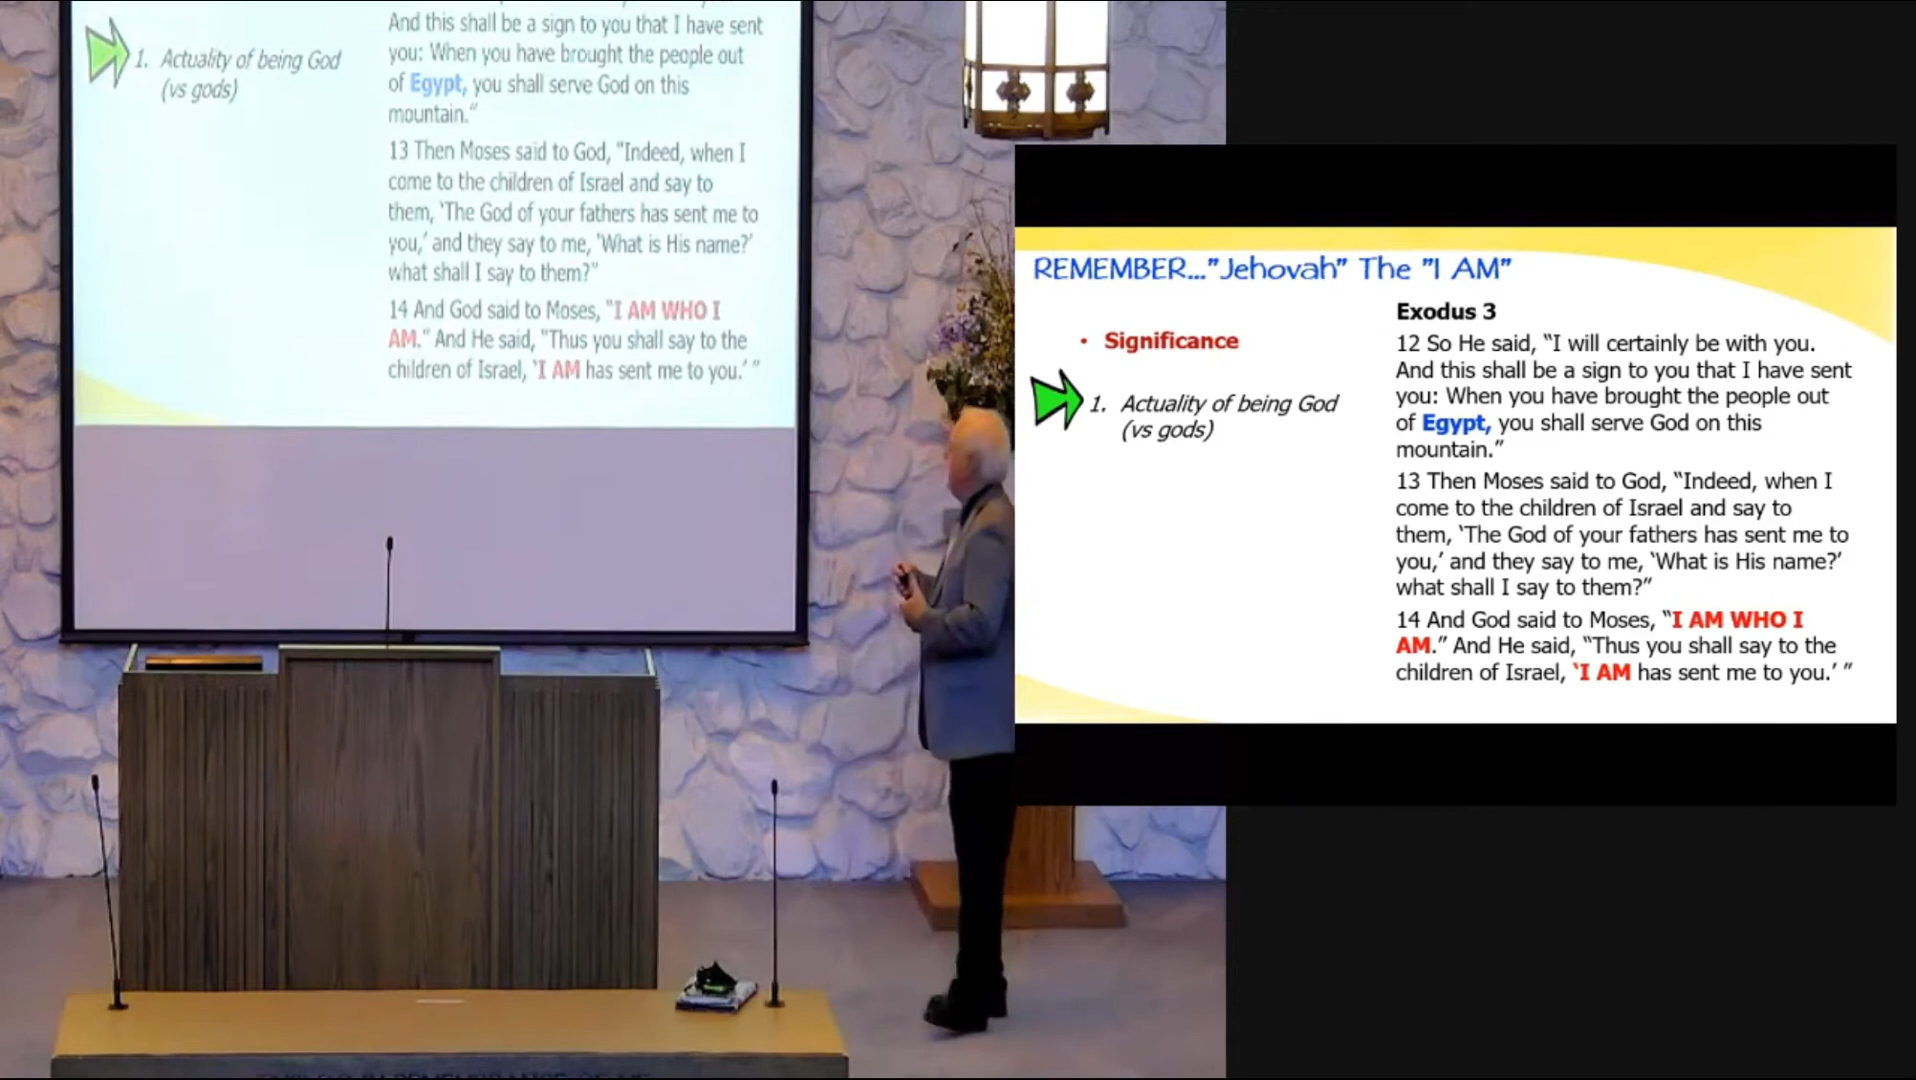 And this shall be a sign to you that I have sent
you: When you have brought the people out
of Egypt, you shall serve God on this
mountain."
1. Actuality of being God
(vs gods)
13 Then Moses said to God, "Indeed, when I
come to the children of Israel and say to
them, 'The God of your fathers has sent me to
you,' and they say to me, 'What is His name?'
what shall I say to them?"
14 And God said to Moses, "I AM WHO I
AM." And He said, "Thus you shall say to the
children of Israel, 'I AM has sent me to you.' "
REMEMBER..."Jehovah" The "I AM"
• Significance
1. Actuality of being God
(vs gods)
Exodus 3
12 So He said, “I will certainly be with you.
And this shall be a sign to you that I have sent
you: When you have brought the people out
of Egypt, you shall serve God on this
mountain.”
13 Then Moses said to God, “Indeed, when I
come to the children of Israel and say to
them, ‘The God of your fathers has sent me to
you,’ and they say to me, ‘What is His name?’
what shall I say to them?”
14 And God said to Moses, “I AM WHO I
AM.” And He said, “Thus you shall say to the
children of Israel, ‘I AM has sent me to you.’ ”